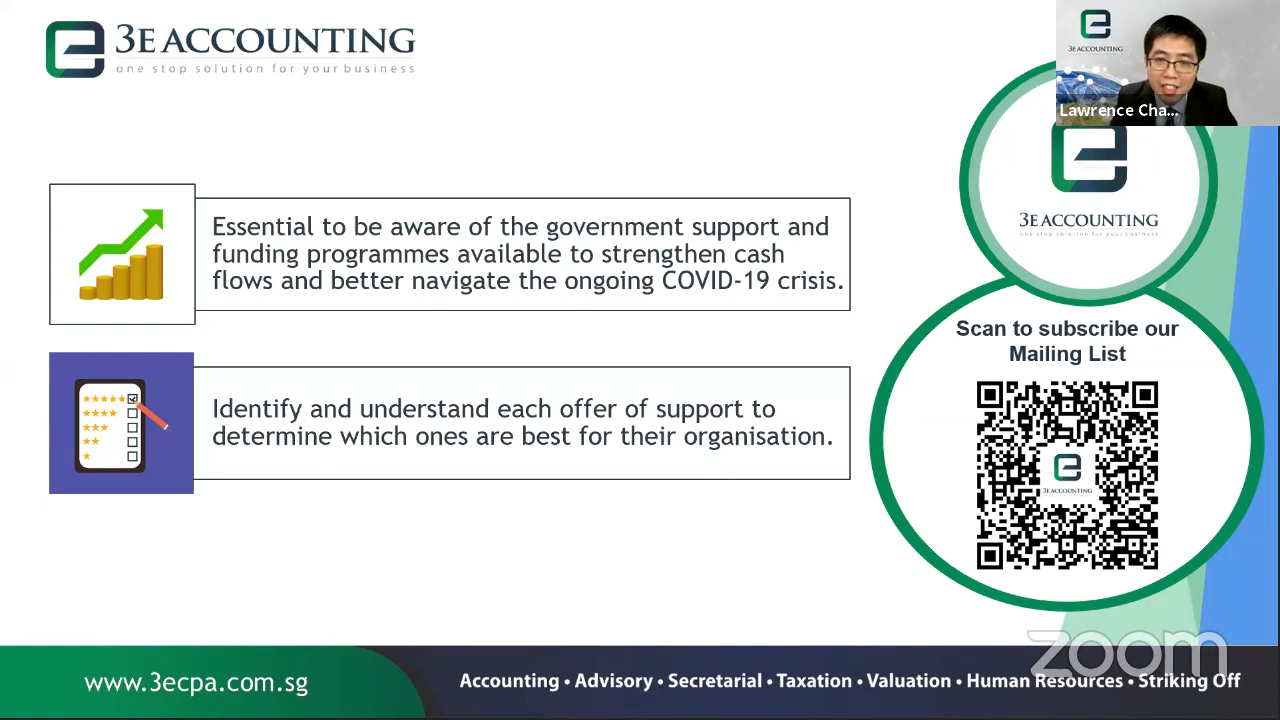 3E ACCOUNTING
one stop solution for your business
3E ACCOUNTING
Lawrence Cha...
Essential to be aware of the government support and
funding programmes available to strengthen cash
flows and better navigate the ongoing COVID-19 crisis.
3E ACCOUNTING
one stop solution for your business
Scan to subscribe our
Mailing List
Identify and understand each offer of support to
determine which ones are best for their organisation.
3E ACCOUNTING
zoom
www.3ecpa.com.sg
Accounting • Advisory • Secretarial • Taxation • Valuation • Human Resources • Striking Off